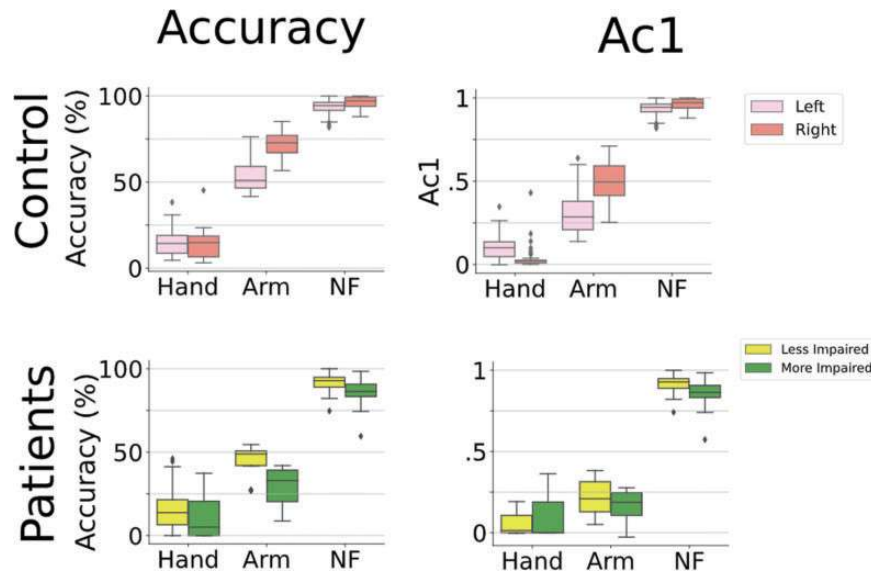 Accuracy
Ac1
Control
Accuracy (%)
100
50
0
Hand Arm NF
Ac1
1
.5
0
Hand Arm NF
Left
Right
Patients
Accuracy (%)
100
50
0
Hand Arm NF
1
.5
0
Hand Arm NF
Less Impaired
More Impaired